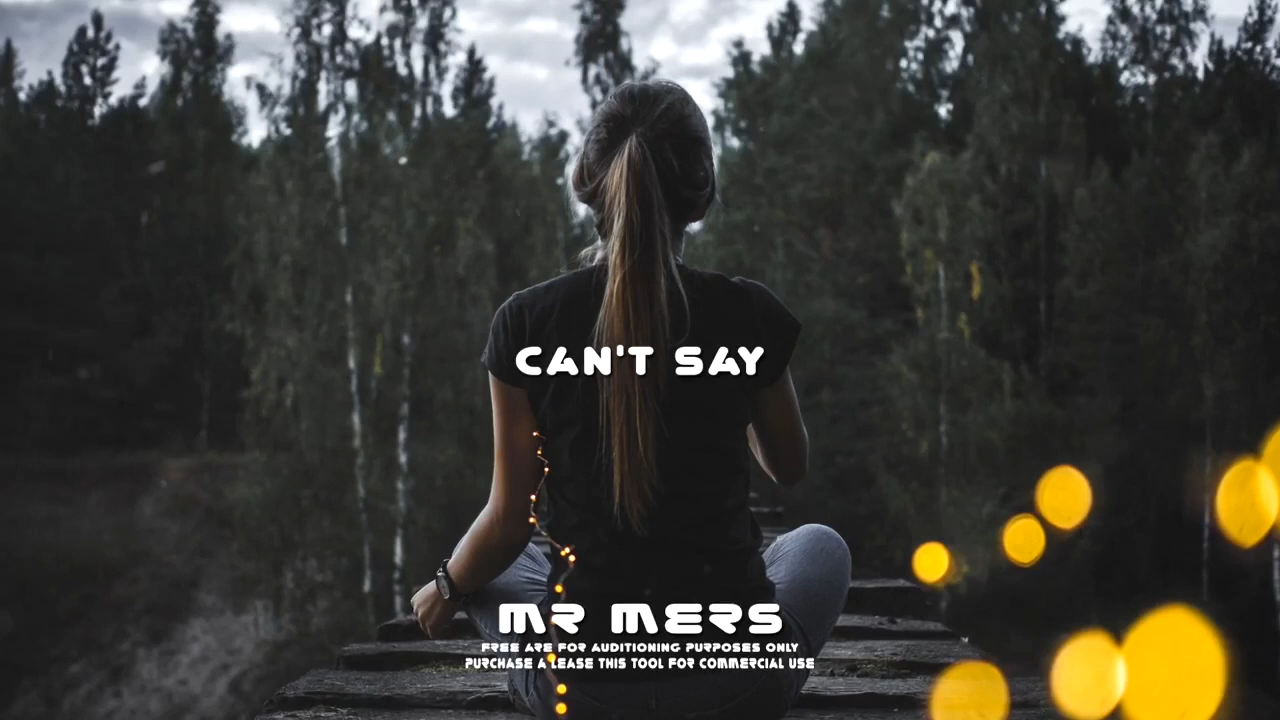 CAN'T SAY
MR MERS
FREE ARE FOR AUDITIONING PURPOSES ONLY
PURCHASE A LEASE THIS TOOL FOR COMMERCIAL USE